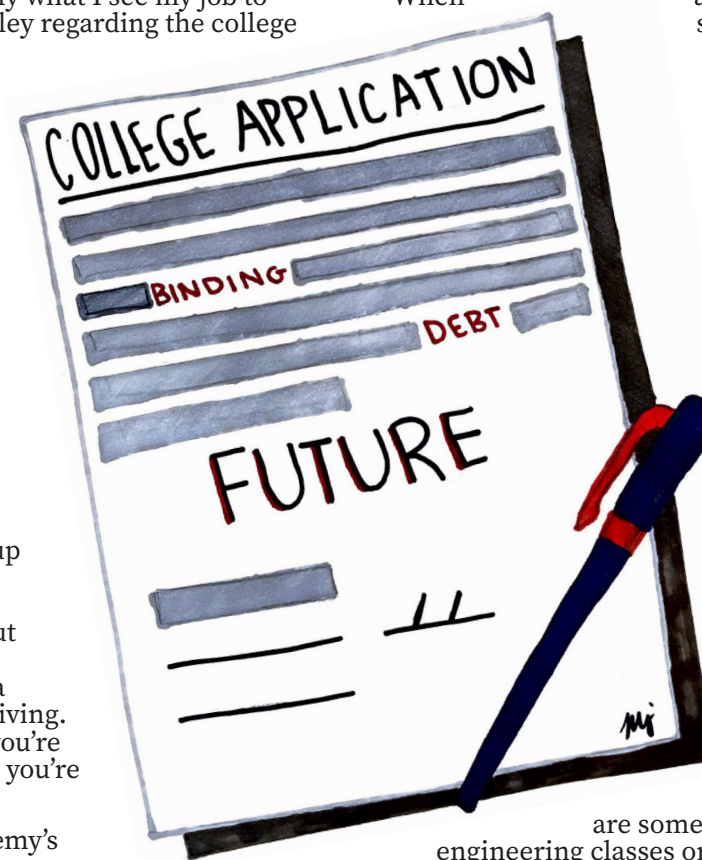 y what I see my job to
ley regarding the college
When
COLLEGE APPLICATION
BINDING
DEBT
FUTURE
up
ut
a
iving.
you’re
you’re
emy’s
are some
engineering classes or